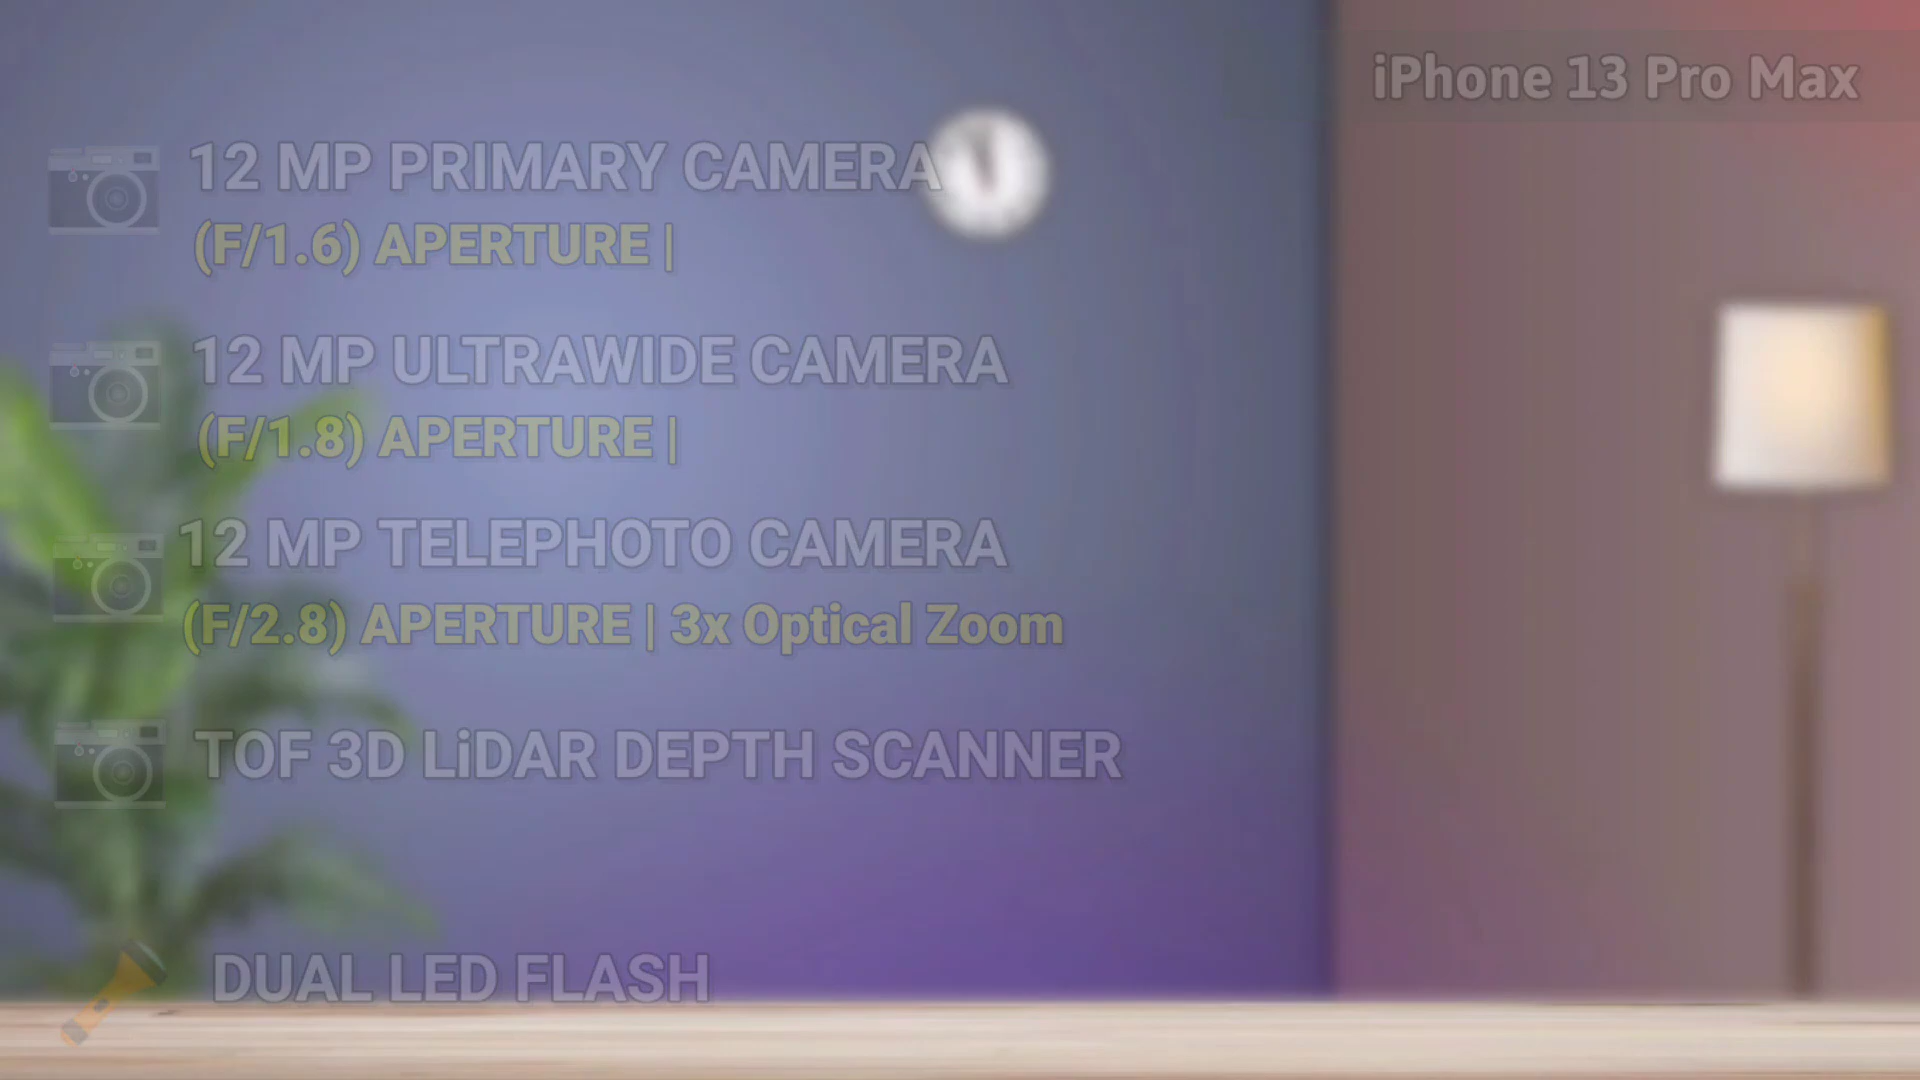 iPhone 13 Pro Max
12 MP PRIMARY CAMERA
(F/1.6) APERTURE |
12 MP ULTRAWIDE CAMERA
(F/1.8) APERTURE |
12 MP TELEPHOTO CAMERA
(F/2.8) APERTURE | 3x Optical Zoom
TOF 3D LiDAR DEPTH SCANNER
DUAL LED FLASH